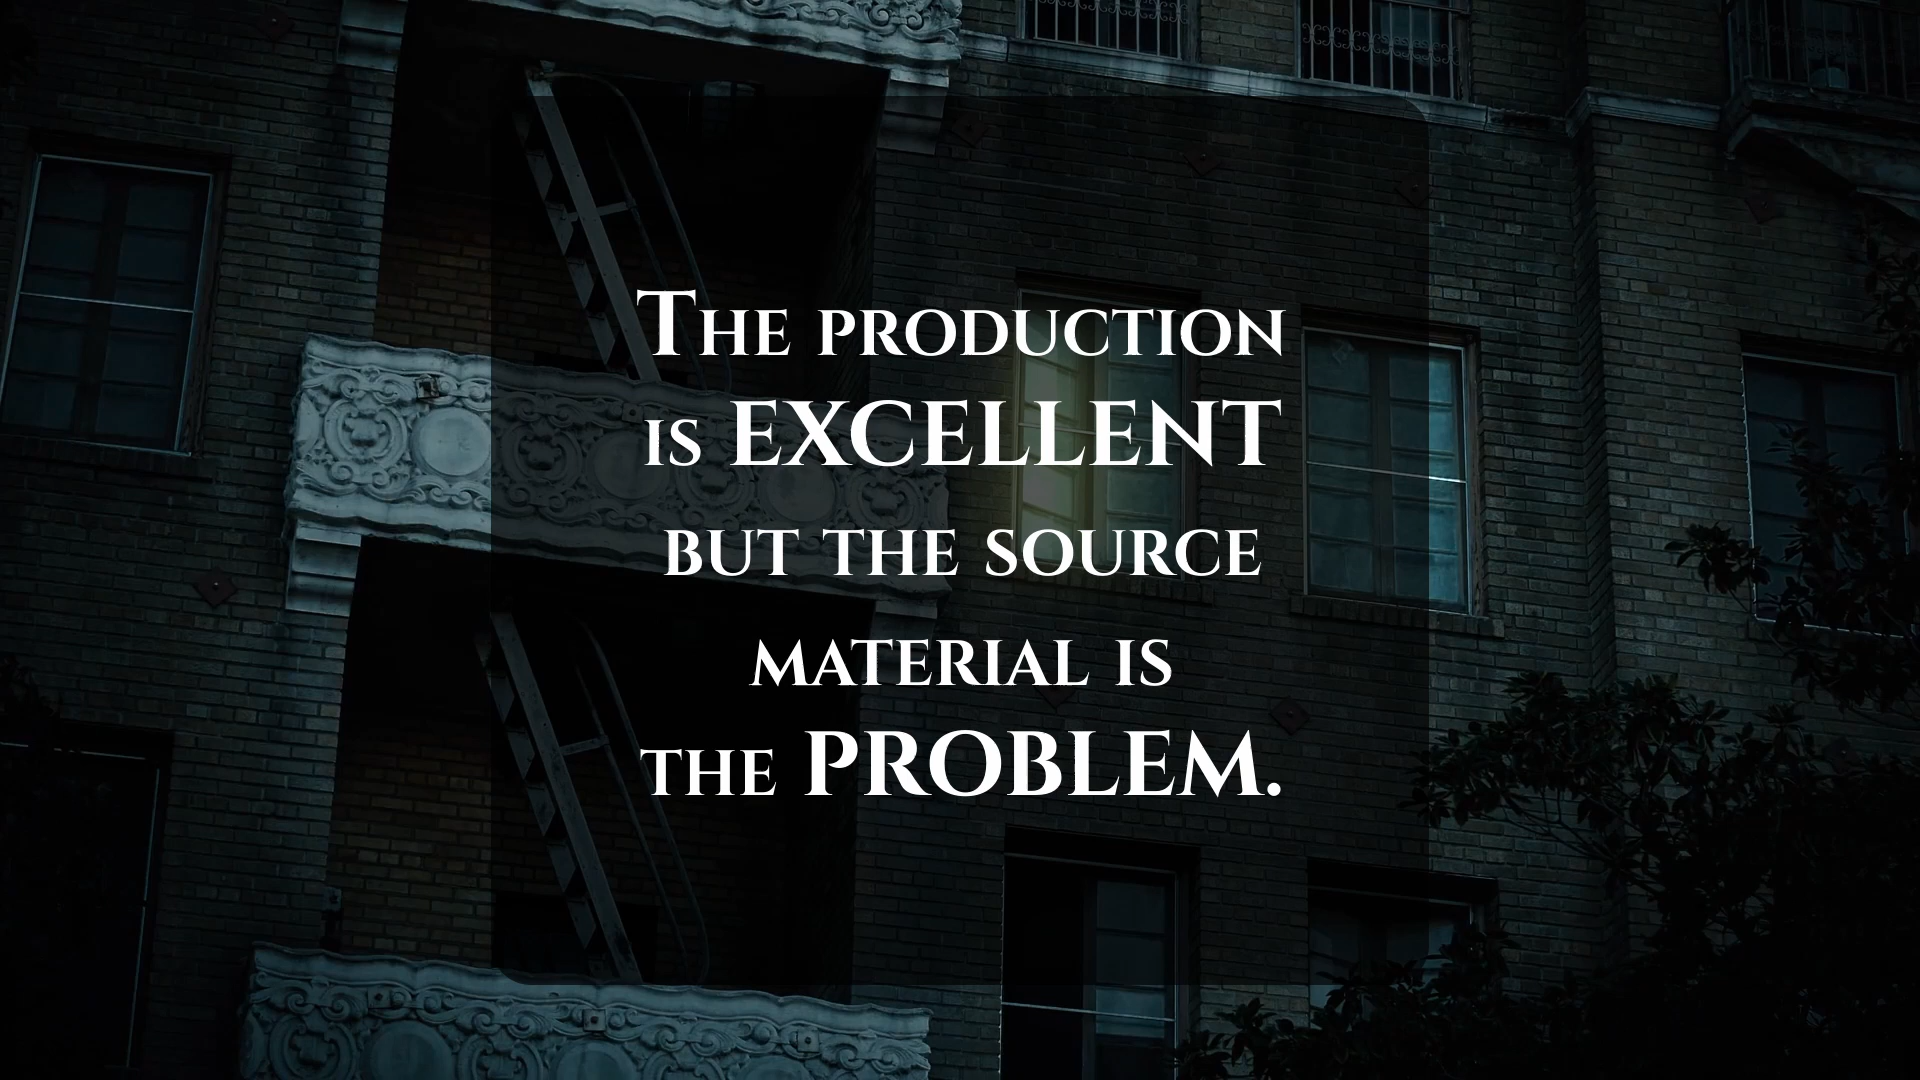 The production
is EXCELLENT
but the source
material is
the PROBLEM.